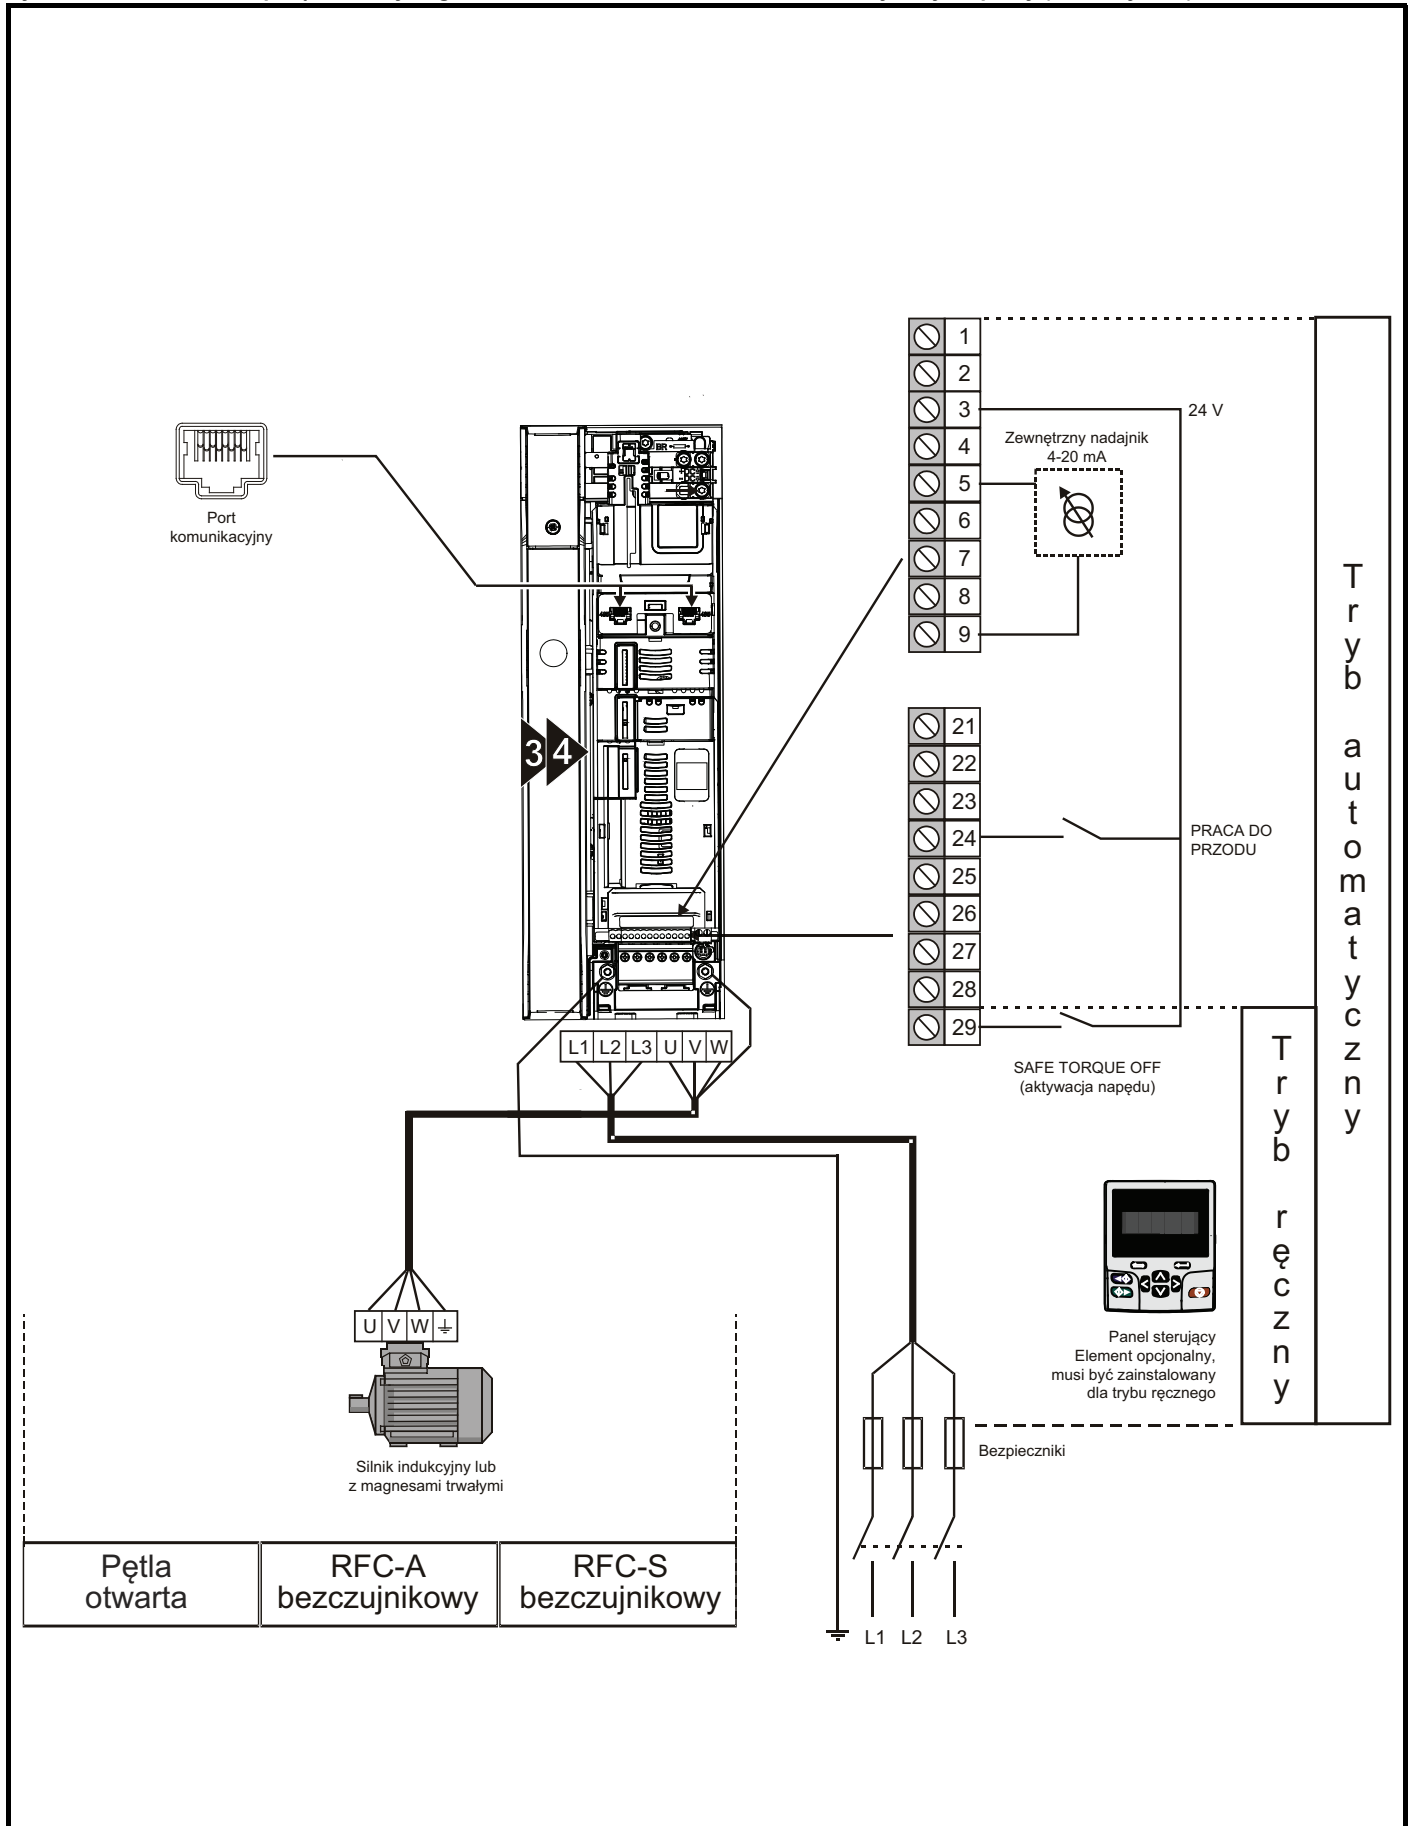 1
2
3
24 V
4
Zewnętrzny nadajnik
4-20 mA
5
6
7
8
9
Port
komunikacyjny
BR
34
21
22
23
24
PRACA DO
PRZODU
25
26
27
28
29
SAFE TORQUE OFF
(aktywacja napędu)
Tryb automatyczny
Tryb ręczny
L1 L2 L3 U V W
Panel sterujący
Element opcjonalny,
musi być zainstalowany
dla trybu ręcznego
U V W
Silnik indukcyjny lub
z magnesami trwałymi
Bezpieczniki
Pętla
otwarta
RFC-A
bezczujnikowy
RFC-S
bezczujnikowy
L1 L2 L3